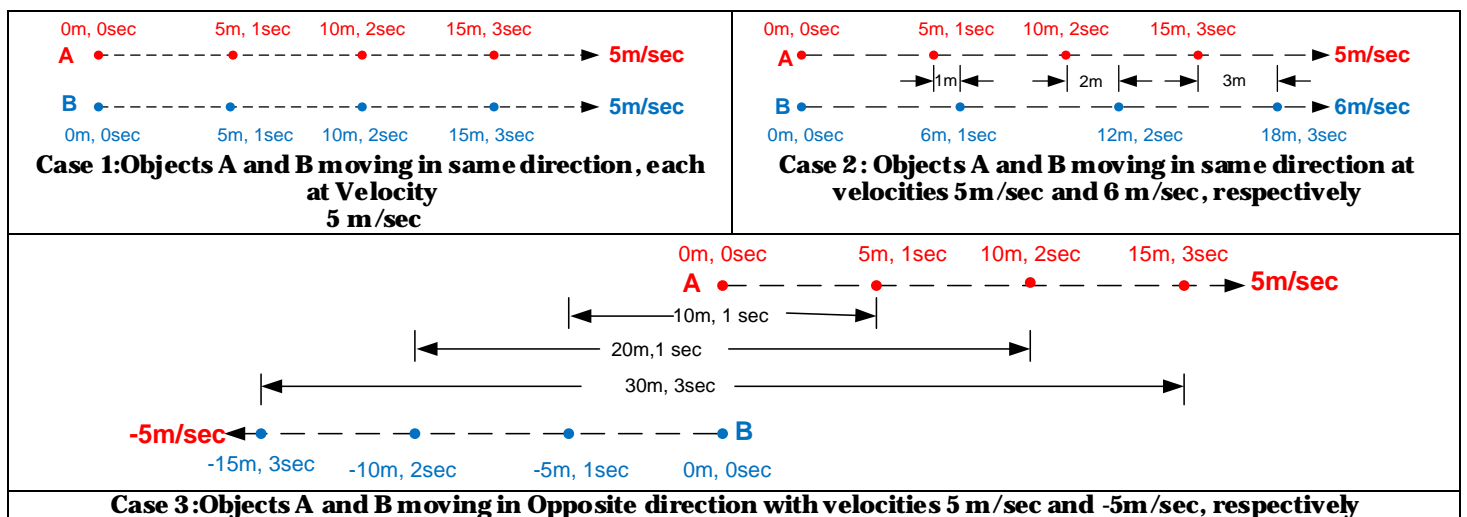 0m, 0sec 5m, 1sec 10m, 2sec 15m, 3sec
A 5m/sec
B 5m/sec
0m, 0sec 5m, 1sec 10m, 2sec 15m, 3sec
Case 1:Objects A and B moving in same direction, each
at Velocity
5 m/sec
0m, 0sec 5m, 1sec 10m, 2sec 15m, 3sec
A 5m/sec
1m 2m 3m
B 6m/sec
0m, 0sec 6m, 1sec 12m, 2sec 18m, 3sec
Case 2: Objects A and B moving in same direction at
velocities 5m/sec and 6 m/sec, respectively
0m, 0sec 5m, 1sec 10m, 2sec 15m, 3sec
A 5m/sec
10m, 1 sec
20m,1 sec
30m, 3sec
-5m/sec B
-15m, 3sec -10m, 2sec -5m, 1sec 0m, 0sec
Case 3:Objects A and B moving in Opposite direction with velocities 5 m/sec and -5m/sec, respectively